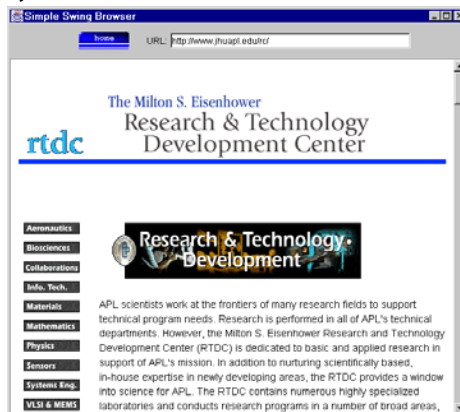 Simple Swing Browser
home
URL: http://www.jhuapl.edu/rc/
The Milton S. Eisenhower
Research & Technology
rtdc Development Center
Aeronautics
Biosciences
Collaborations
Info. Tech.
Materials
Mathematics
Physics
Sensors
Systems Eng.
VLSI & MEMS
Research & Technology
Development
APL scientists work at the frontiers of many research fields to support
technical program needs. Research is performed in all of APL's technical
departments. However, the Milton S. Eisenhower Research and Technology
Development Center (RTDC) is dedicated to basic and applied research in
support of APL's mission. In addition to nurturing scientifically based,
in-house expertise in newly developing areas, the RTDC provides a window
into science for APL. The RTDC contains numerous highly specialized
laboratories and conducts research programs in a number of broad areas,